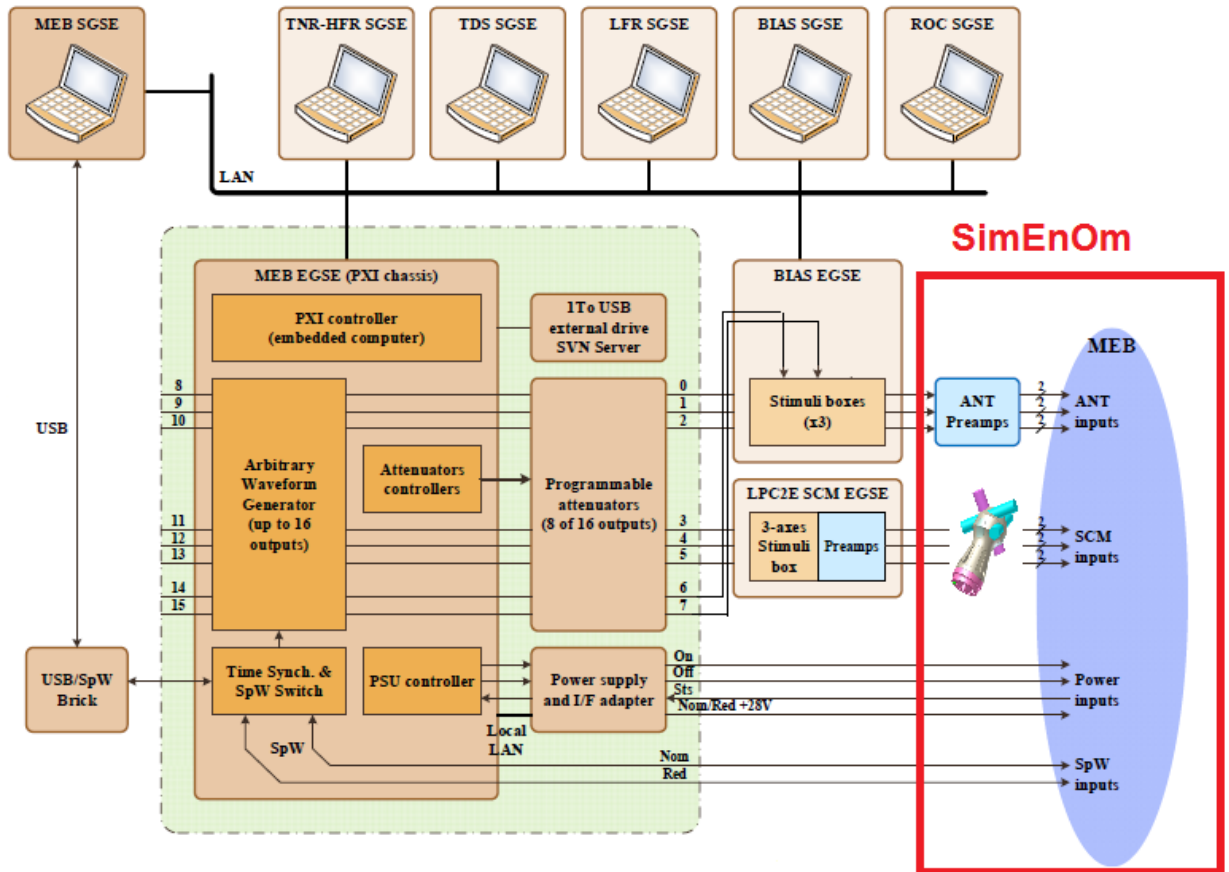 MEB SGSE
TNR-HFR SGSE
TDS SGSE
LFR SGSE
BIAS SGSE
ROC SGSE
LAN
USB
SimEnOm
MEB EGSE (PXI chassis)
PXI controller
(embedded computer)
1To USB
external drive
SVN Server
BIAS EGSE
MEB
8
9
10
11
12
13
14
15
Arbitrary
Waveform
Generator
(up to 16
outputs)
Attenuators
controllers
Programmable
attenuators
(8 of 16 outputs)
0
1
2
3
4
5
6
7
Stimuli boxes
(x3)
ANT
Preamps
2
2
2
ANT
inputs
LPC2E SCM EGSE
3-axes
Stimuli
box
Preamps
2
2
2
SCM
inputs
USB/SpW
Brick
Time Synch. &
SpW Switch
PSU controller
Power supply
and I/F adapter
On
Off
Sts
Nom/Red +28V
Power
inputs
Local
LAN
SpW
Nom
Red
SpW
inputs